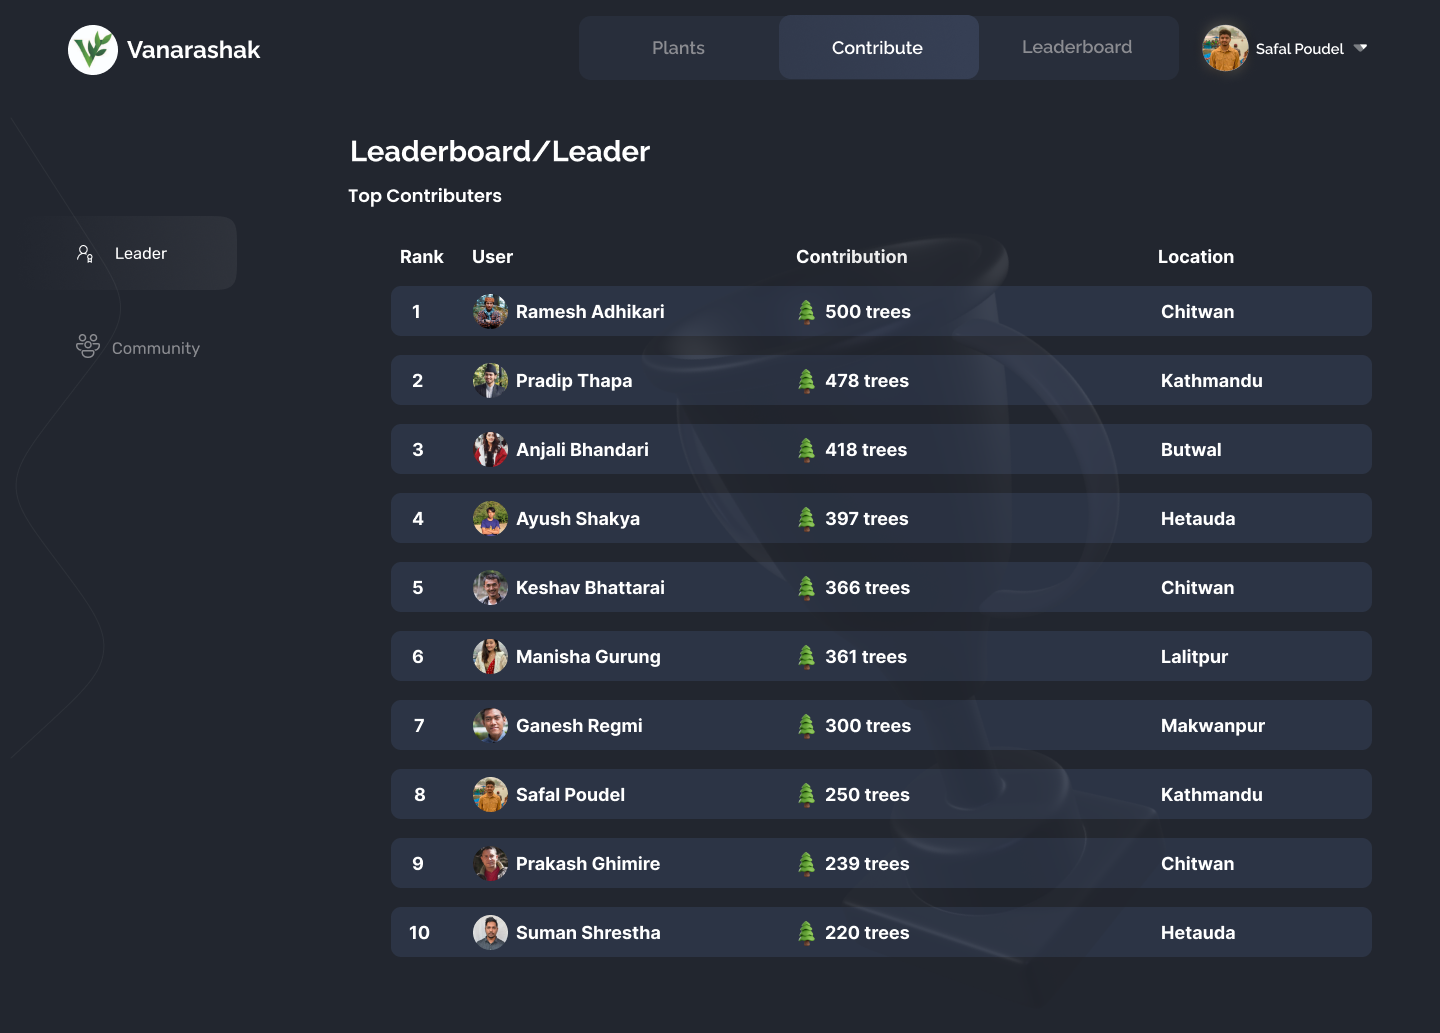 Vanarashak
Plants Contribute Leaderboard
Safal Poudel
Leaderboard/Leader
Top Contributers
Leader
Community
Rank User Contribution Location
1 Ramesh Adhikari 500 trees Chitwan
2 Pradip Thapa 478 trees Kathmandu
3 Anjali Bhandari 418 trees Butwal
4 Ayush Shakya 397 trees Hetauda
5 Keshav Bhattarai 366 trees Chitwan
6 Manisha Gurung 361 trees Lalitpur
7 Ganesh Regmi 300 trees Makwanpur
8 Safal Poudel 250 trees Kathmandu
9 Prakash Ghimire 239 trees Chitwan
10 Suman Shrestha 220 trees Hetauda